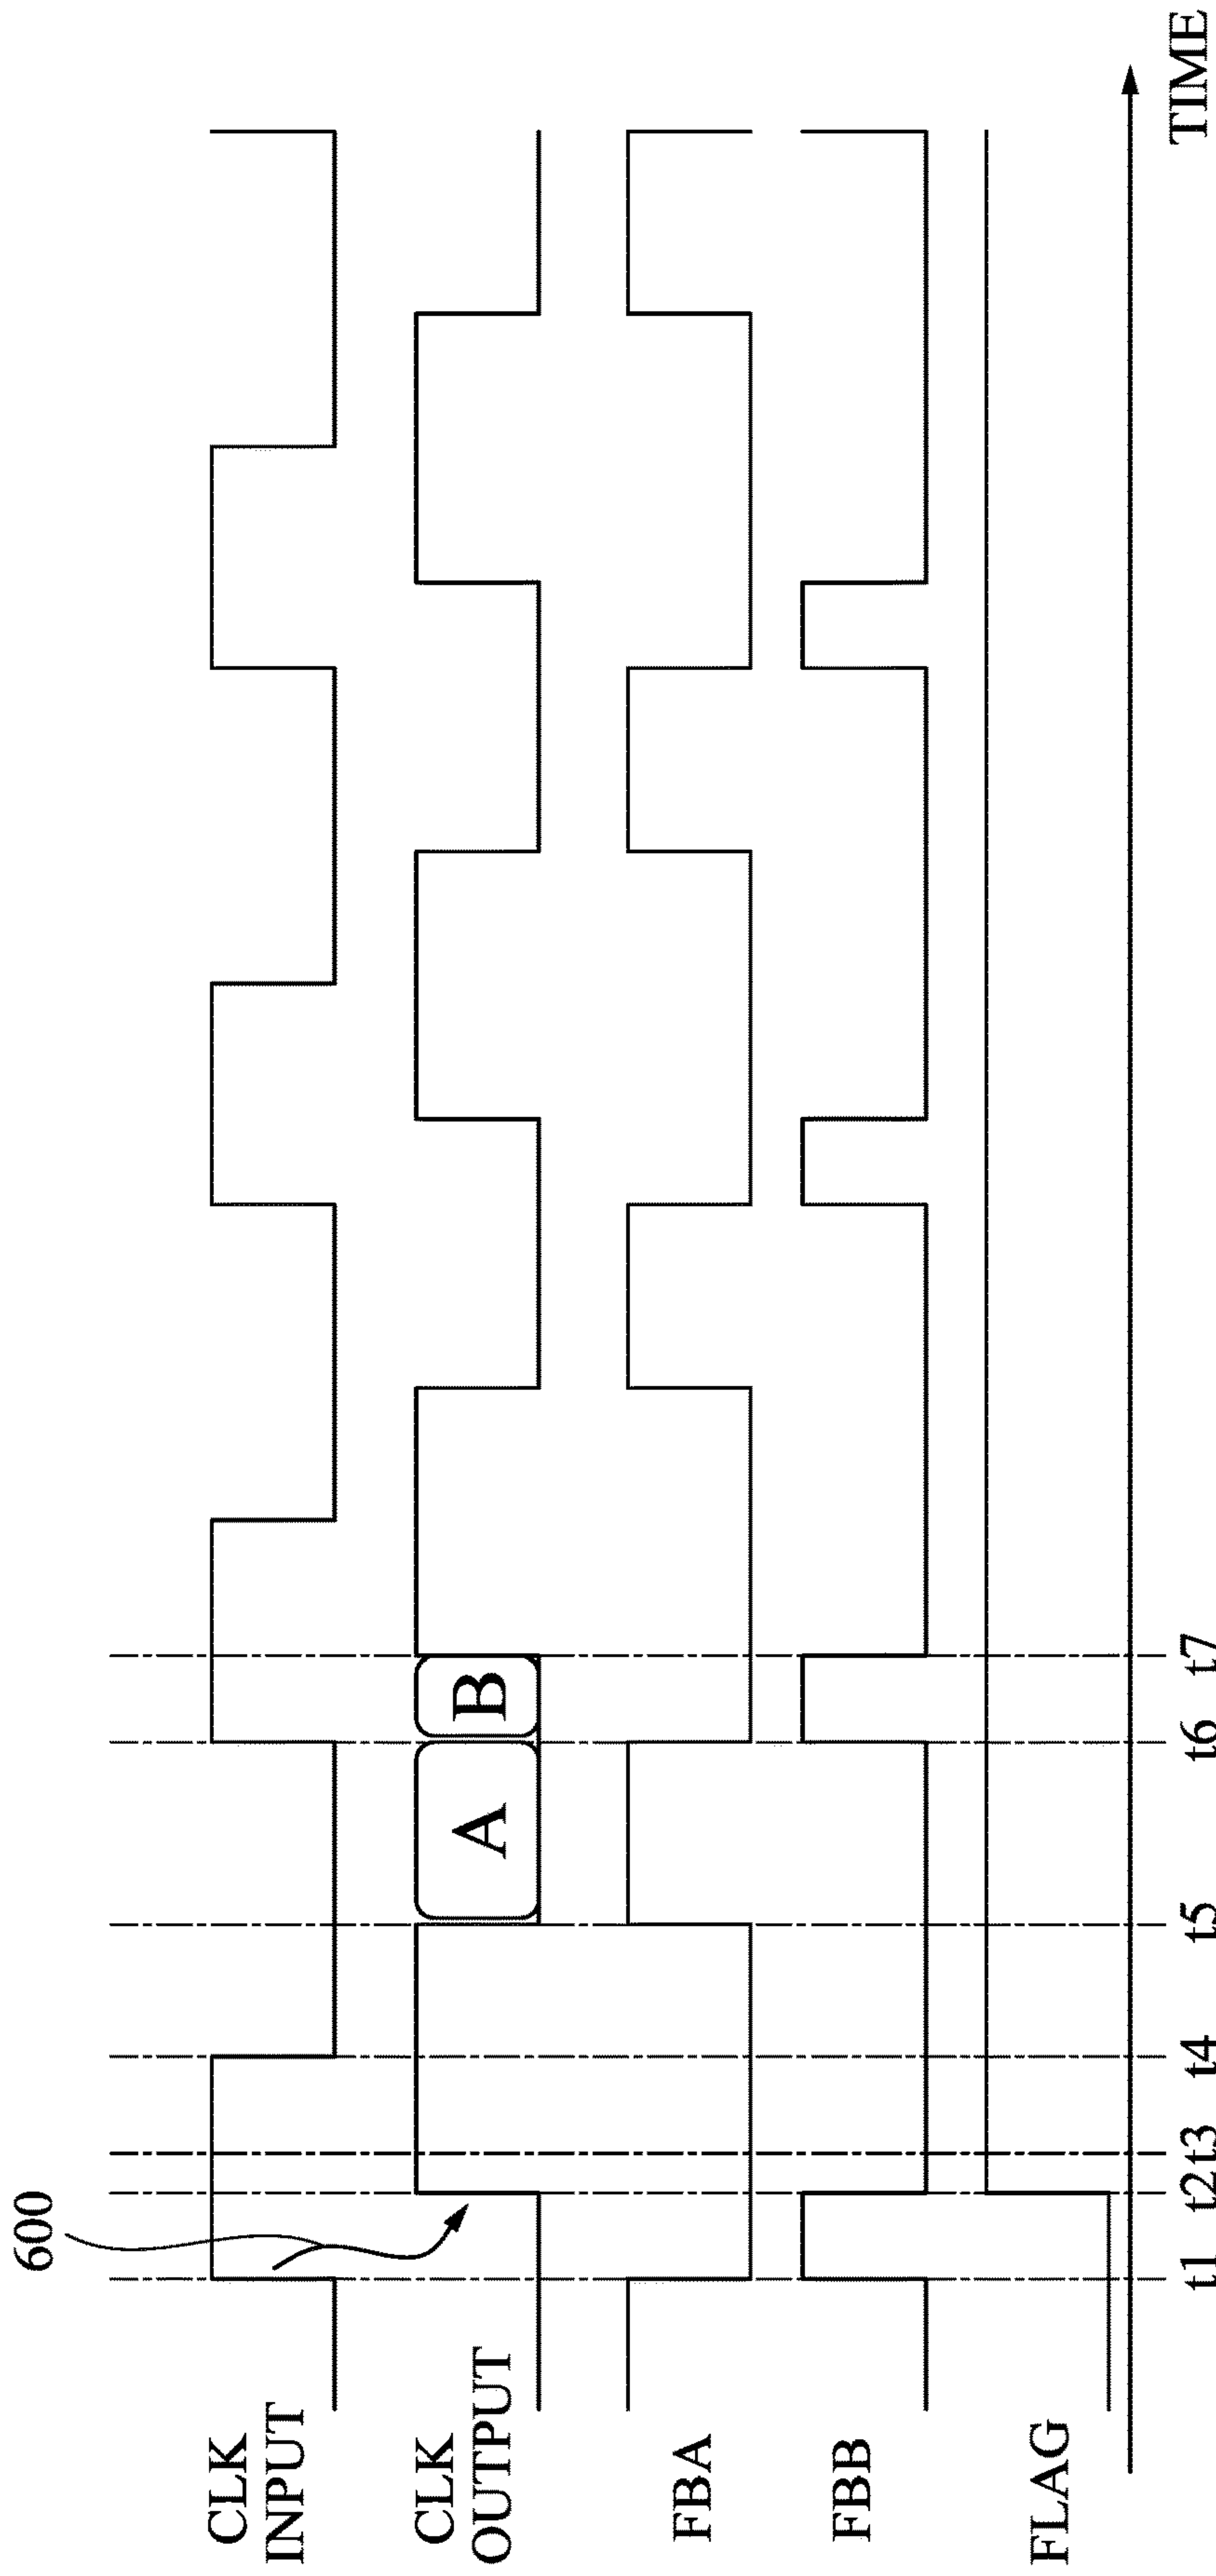 600
CLK
INPUT
CLK
OUTPUT
A
B
FBA
FBB
FLAG
t1 t2 t3 t4 t5 t6 t7
TIME